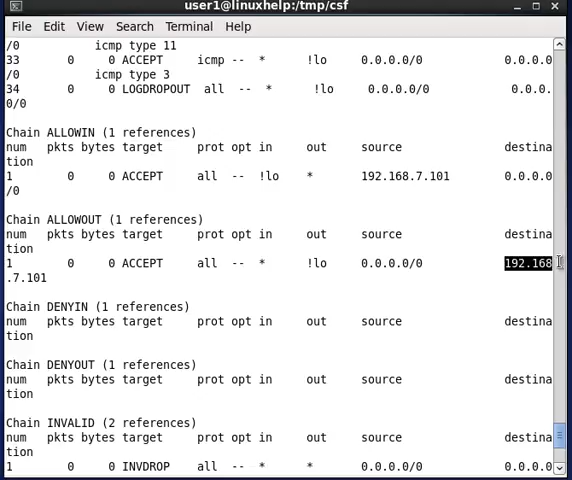 user1@linuxhelp:/tmp/csf
File Edit View Search Terminal Help
/0 icmp type 11
33 0 0 ACCEPT icmp -- * !lo 0.0.0.0/0 0.0.0.0
/0 icmp type 3
34 0 0 LOGDROPOUT all -- * !lo 0.0.0.0/0 0.0.0.
0/0
Chain ALLOWIN (1 references)
num pkts bytes target prot opt in out source destina
tion
1 0 0 ACCEPT all -- !lo * 192.168.7.101 0.0.0.0
/0
Chain ALLOWOUT (1 references)
num pkts bytes target prot opt in out source destina
tion
1 0 0 ACCEPT all -- * !lo 0.0.0.0/0 192.168
.7.101
Chain DENYIN (1 references)
num pkts bytes target prot opt in out source destina
tion
Chain DENYOUT (1 references)
num pkts bytes target prot opt in out source destina
tion
Chain INVALID (2 references)
num pkts bytes target prot opt in out source destina
tion
1 0 0 INVDROP all -- * * 0.0.0.0/0 0.0.0.0